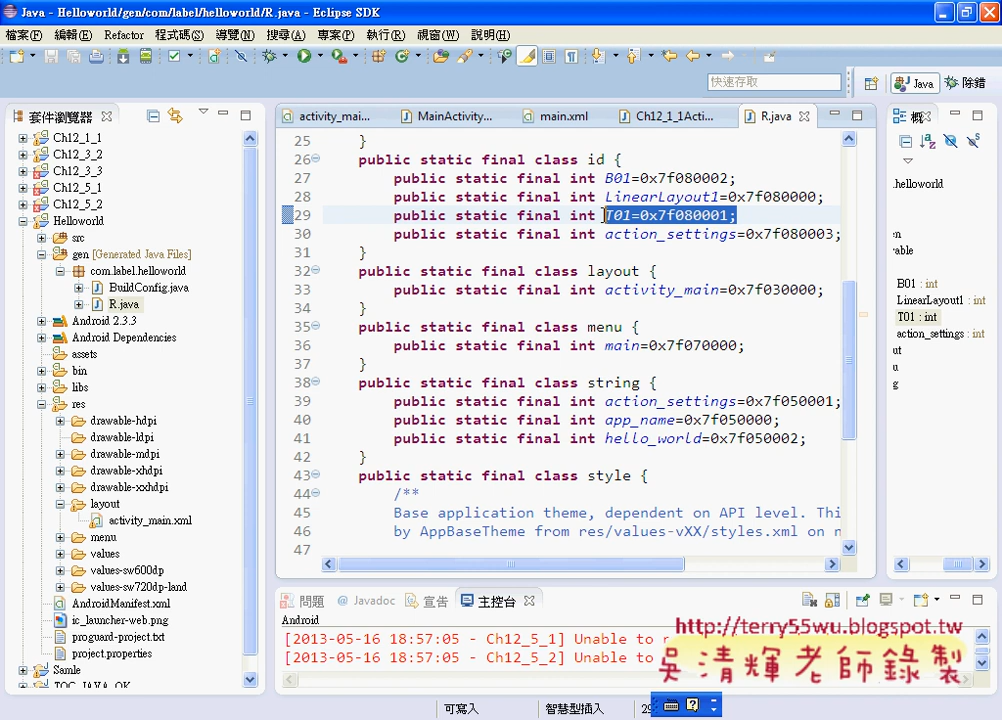 Java - Helloworld/gen/com/label/helloworld/R.java - Eclipse SDK
檔案(F) 編輯(E) Refactor 程式碼(S) 導覽(N) 搜尋(A) 專案(P) 執行(R) 視窗(W) 說明(H)
快速存取
Java
除錯
套件瀏覽器
activity_mai...
MainActivity...
main.xml
Ch12_1_1Acti...
R.java
概
Ch12_1_1
Ch12_3_2
Ch12_3_3
Ch12_5_1
Ch12_5_2
Helloworld
src
gen [Generated Java Files]
com.label.helloworld
BuildConfig.java
R.java
Android 2.3.3
Android Dependencies
assets
bin
libs
res
drawable-hdpi
drawable-ldpi
drawable-mdpi
drawable-xhdpi
drawable-xxhdpi
layout
activity_main.xml
menu
values
values-sw600dp
values-sw720dp-land
AndroidManifest.xml
ic_launcher-web.png
proguard-project.txt
project.properties
Samle
TQC_JAVA_OK
25 }
26 public static final class id {
27 public static final int B01=0x7f080002;
28 public static final int LinearLayout1=0x7f080000;
29 public static final int T01=0x7f080001;
30 public static final int action_settings=0x7f080003;
31 }
32 public static final class layout {
33 public static final int activity_main=0x7f030000;
34 }
35 public static final class menu {
36 public static final int main=0x7f070000;
37 }
38 public static final class string {
39 public static final int action_settings=0x7f050001;
40 public static final int app_name=0x7f050000;
41 public static final int hello_world=0x7f050002;
42 }
43 public static final class style {
44 /**
45 Base application theme, dependent on API level. Thi
46 by AppBaseTheme from res/values-vXX/styles.xml on n
47
.helloworld
en
able
B01 : int
LinearLayout1 : int
T01 : int
action_settings : int
ut
u
g
問題 @ Javadoc 宣告 主控台
Android
[2013-05-16 18:57:05 - Ch12_5_1] Unable to r
[2013-05-16 18:57:05 - Ch12_5_2] Unable to
http://terry55wu.blogspot.tw
吳清輝老師錄製
可寫入
智慧型插入
29